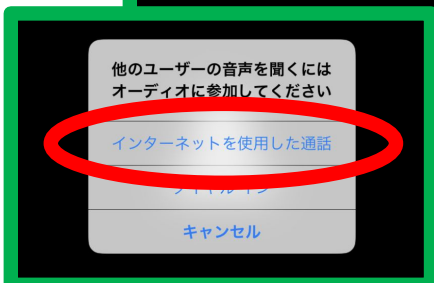 他のユーザーの音声を聞くには
オーディオに参加してください
インターネットを使用した通話
キャンセル